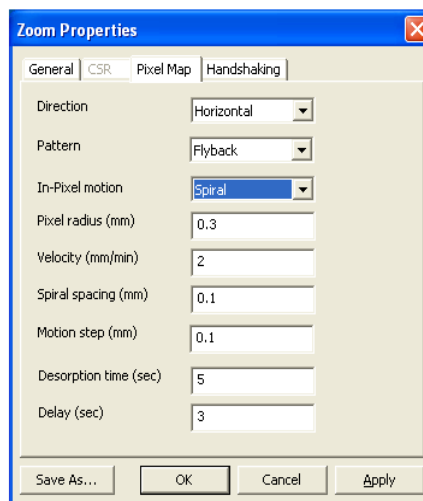 Zoom Properties
General CSR Pixel Map Handshaking
Direction Horizontal
Pattern Flyback
In-Pixel motion Spiral
Pixel radius (mm) 0.3
Velocity (mm/min) 2
Spiral spacing (mm) 0.1
Motion step (mm) 0.1
Desorption time (sec) 5
Delay (sec) 3
Save As... OK Cancel Apply